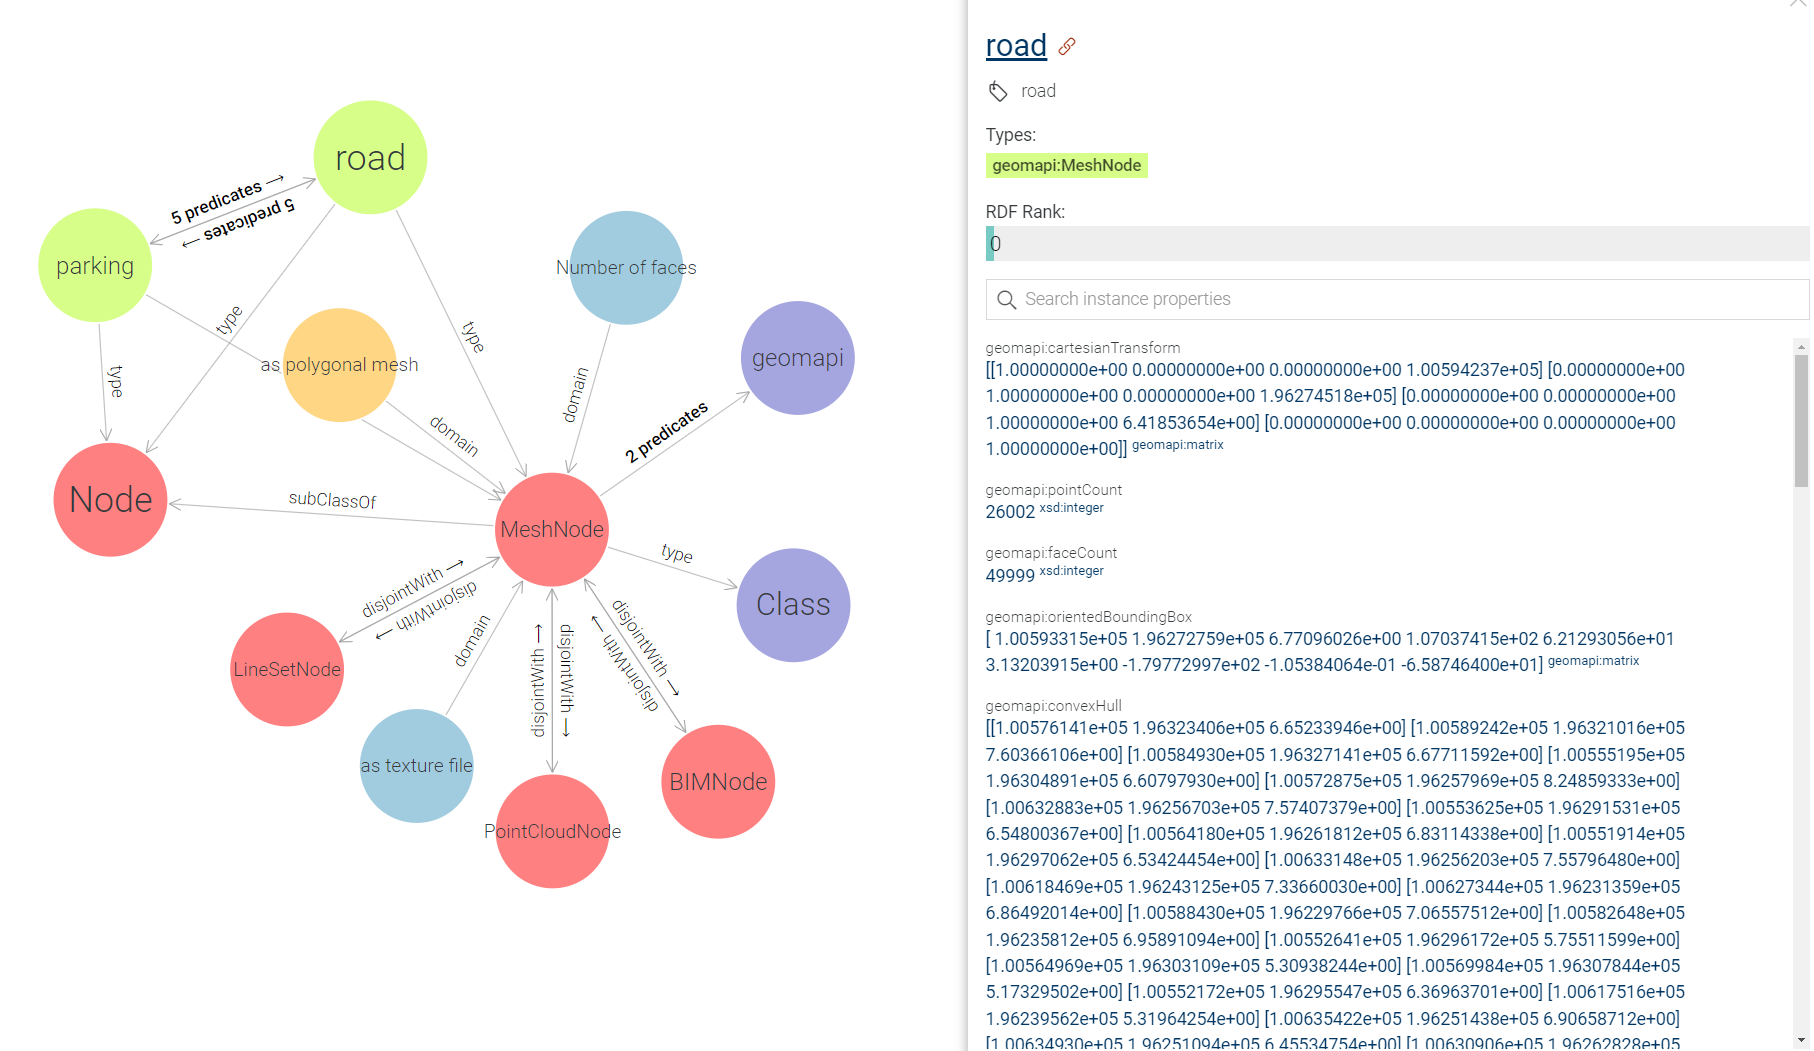 road
parking
5 predicates →
5 predicates →
type
type
type
as polygonal mesh
Number of faces
geomapi
domain
domain
2 predicates
Node
subClassOf
MeshNode
type
Class
disjointWith →
disjointWith →
domain
disjointWith →
disjointWith →
disjointWith →
disjointWith →
LineSetNode
as texture file
PointCloudNode
BIMNode
road
road
Types:
geomapi:MeshNode
RDF Rank:
0
Search instance properties
geomapi:cartesianTransform
[[1.00000000e+00 0.00000000e+00 0.00000000e+00 1.00594237e+05] [0.00000000e+00
1.00000000e+00 0.00000000e+00 1.96274518e+05] [0.00000000e+00 0.00000000e+00
1.00000000e+00 6.41853654e+00] [0.00000000e+00 0.00000000e+00 0.00000000e+00
1.00000000e+00]] geomapi:matrix
geomapi:pointCount
26002 xsd:integer
geomapi:faceCount
49999 xsd:integer
geomapi:orientedBoundingBox
[ 1.00593315e+05 1.96272759e+05 6.77096026e+00 1.07037415e+02 6.21293056e+01
3.13203915e+00 -1.79772997e+02 -1.05384064e-01 -6.58746400e+01] geomapi:matrix
geomapi:convexHull
[[1.00576141e+05 1.96323406e+05 6.65233946e+00] [1.00589242e+05 1.96321016e+05
7.60366106e+00] [1.00584930e+05 1.96327141e+05 6.67711592e+00] [1.00555195e+05
1.96304891e+05 6.60797930e+00] [1.00572875e+05 1.96257969e+05 8.24859333e+00]
[1.00632883e+05 1.96256703e+05 7.57407379e+00] [1.00553625e+05 1.96291531e+05
6.54800367e+00] [1.00564180e+05 1.96261812e+05 6.83114338e+00] [1.00551914e+05
1.96297062e+05 6.53424454e+00] [1.00633148e+05 1.96256203e+05 7.55796480e+00]
[1.00618469e+05 1.96243125e+05 7.33660030e+00] [1.00627344e+05 1.96231359e+05
6.86492014e+00] [1.00588430e+05 1.96229766e+05 7.06557512e+00] [1.00582648e+05
1.96235812e+05 6.95891094e+00] [1.00552641e+05 1.96296172e+05 5.75511599e+00]
[1.00564969e+05 1.96303109e+05 5.30938244e+00] [1.00569984e+05 1.96307844e+05
5.17329502e+00] [1.00552172e+05 1.96295547e+05 6.36963701e+00] [1.00617516e+05
1.96239562e+05 5.31964254e+00] [1.00635422e+05 1.96251438e+05 6.90658712e+00]
[1.00634930e+05 1.96251094e+05 6.45534754e+00] [1.00630906e+05 1.96262828e+05